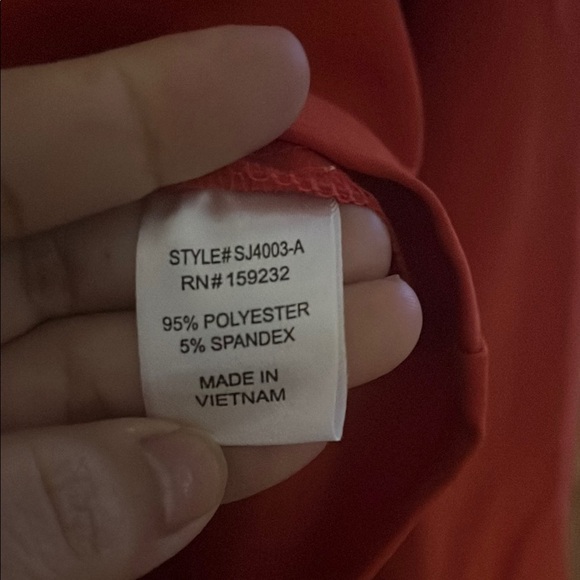 STYLE# SJ4003-A
RN# 159232
95% POLYESTER
5% SPANDEX
MADE IN
VIETNAM